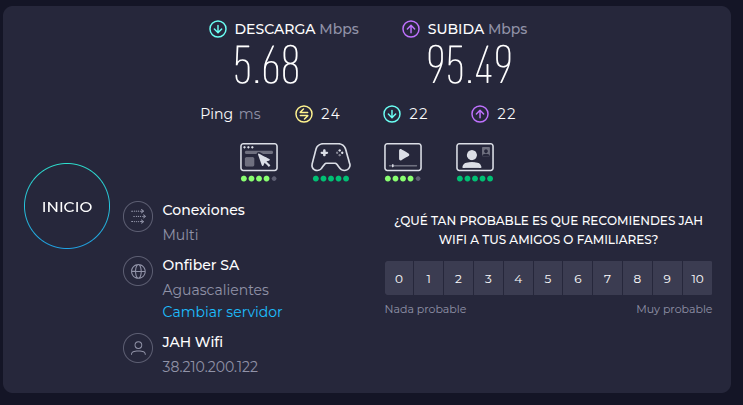 DESCARGA Mbps
5.68
SUBIDA Mbps
95.49
Ping ms 24 22 22
INICIO
Conexiones
Multi
Onfiber SA
Aguascalientes
Cambiar servidor
JAH Wifi
38.210.200.122
¿QUÉ TAN PROBABLE ES QUE RECOMIENDES JAH
WIFI A TUS AMIGOS O FAMILIARES?
0 1 2 3 4 5 6 7 8 9 10
Nada probable Muy probable